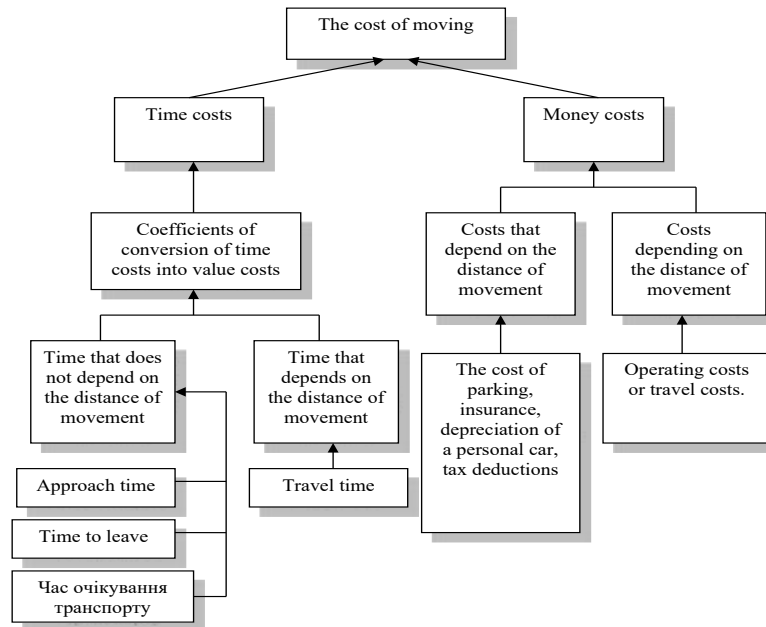 The cost of moving
Time costs
Money costs
Coefficients of
conversion of time
costs into value costs
Costs that
depend on the
distance of
movement
Costs
depending on
the distance of
movement
Time that does
not depend on
the distance of
movement
Time that
depends on
the distance of
movement
The cost of
parking,
insurance,
depreciation of
a personal car,
tax deductions
Operating costs
or travel costs.
Approach time
Travel time
Time to leave
Час очікування
транспорту